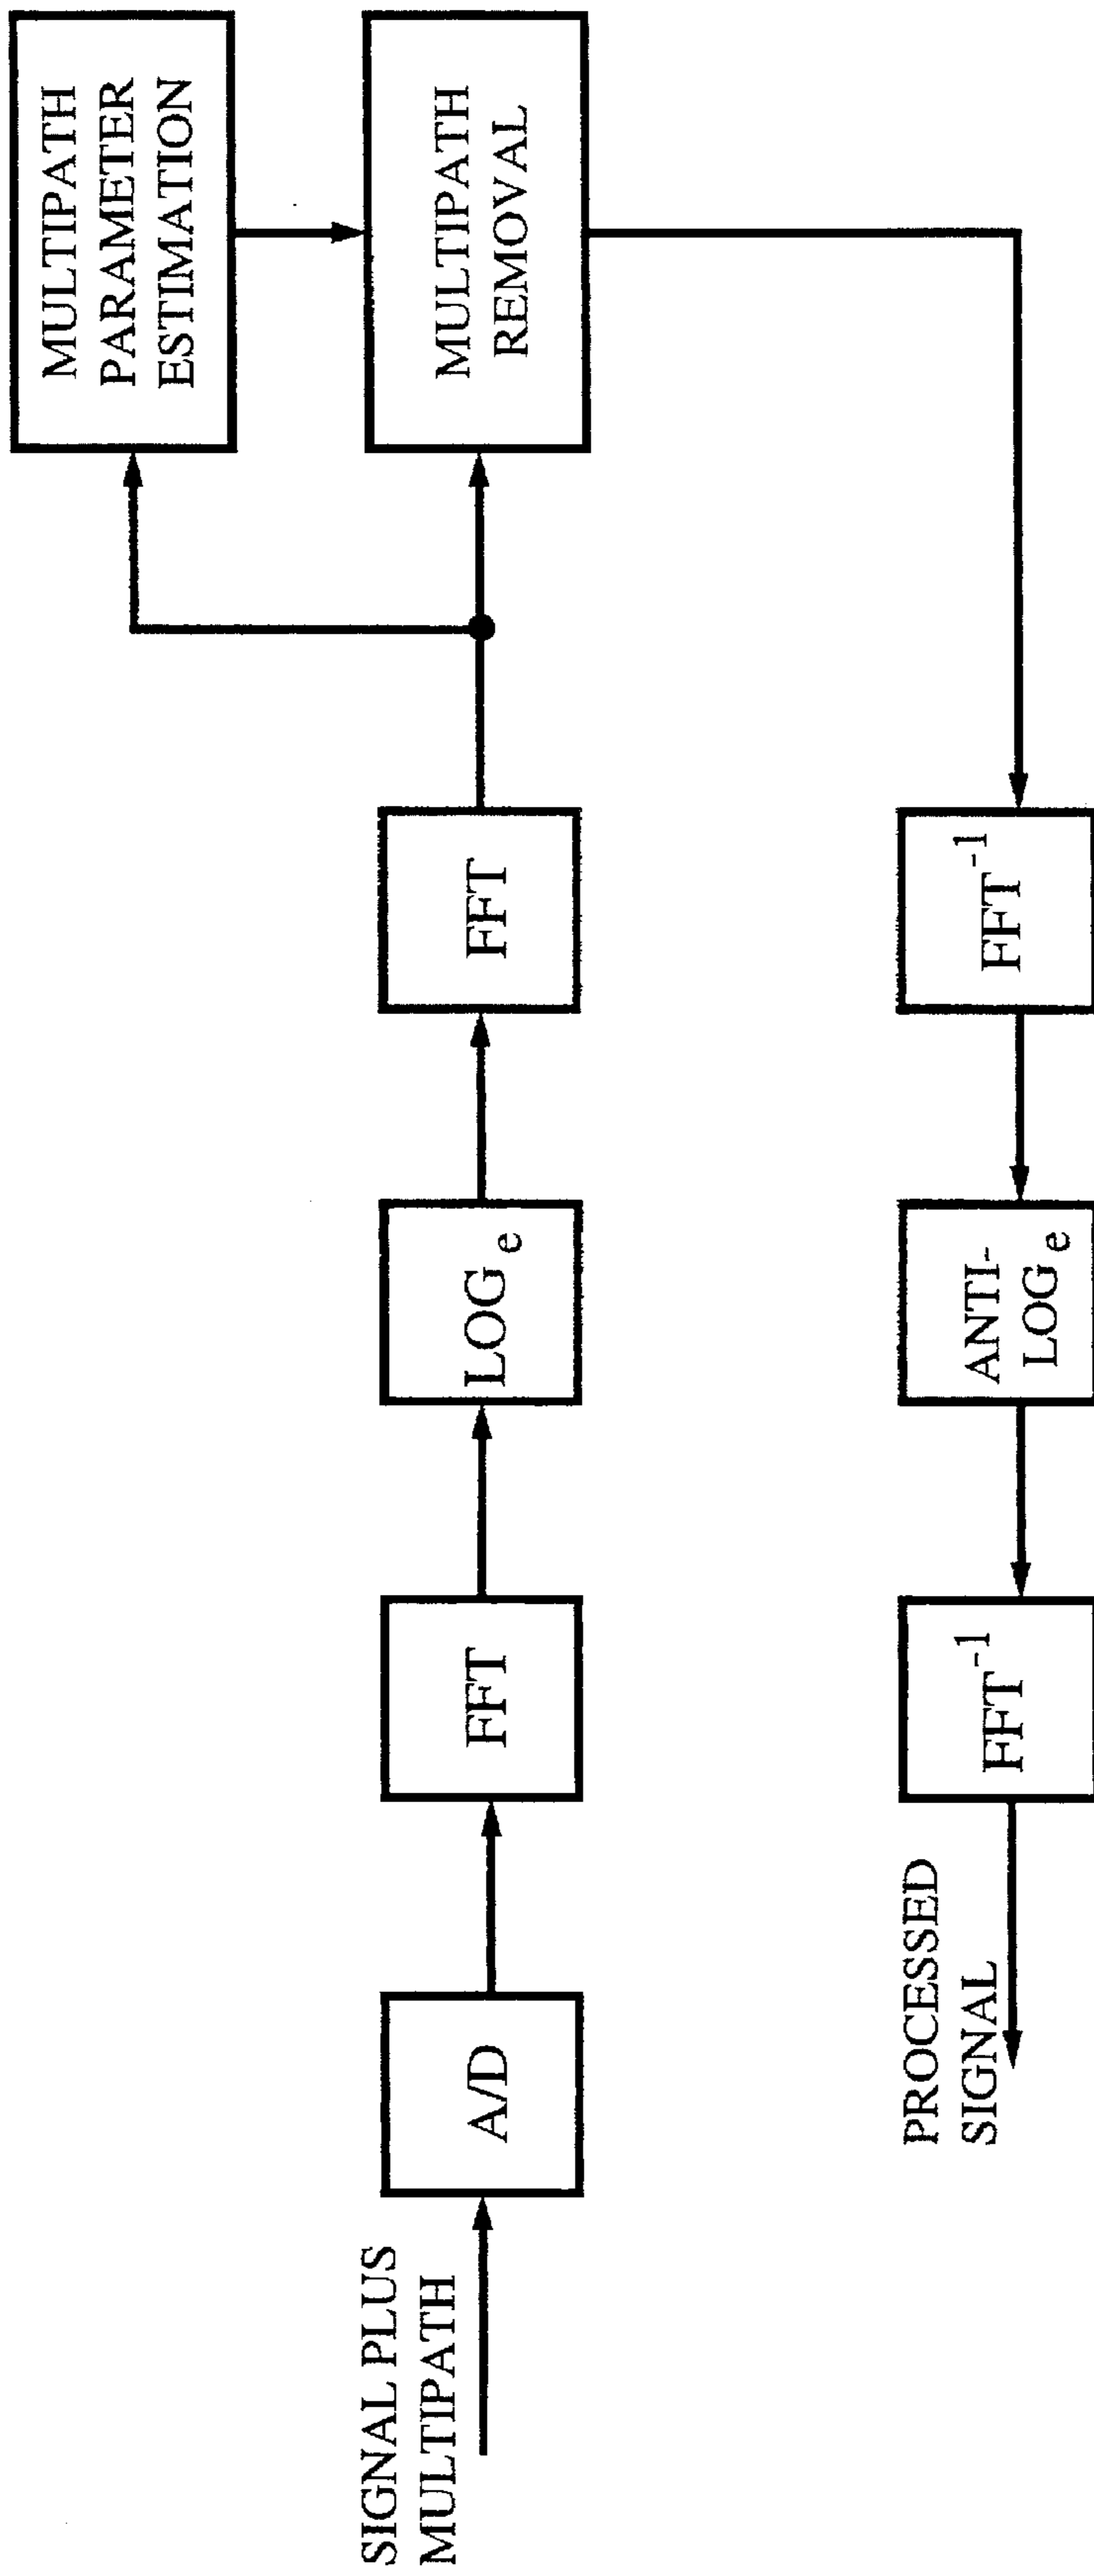 SIGNAL PLUS
MULTIPATH
A/D
FFT
LOG e
FFT
MULTIPATH
PARAMETER
ESTIMATION
MULTIPATH
REMOVAL
FFT-1
ANTI-
LOG e
FFT-1
PROCESSED
SIGNAL